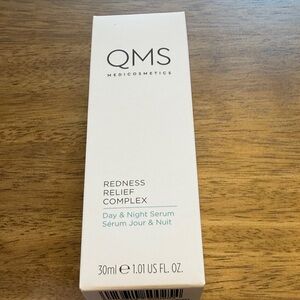 QMS
MEDICOSMETICS
REDNESS
RELIEF
COMPLEX
Day & Night Serum
Sérum Jour & Nuit
30ml ℮ 1.01 US FL. OZ.